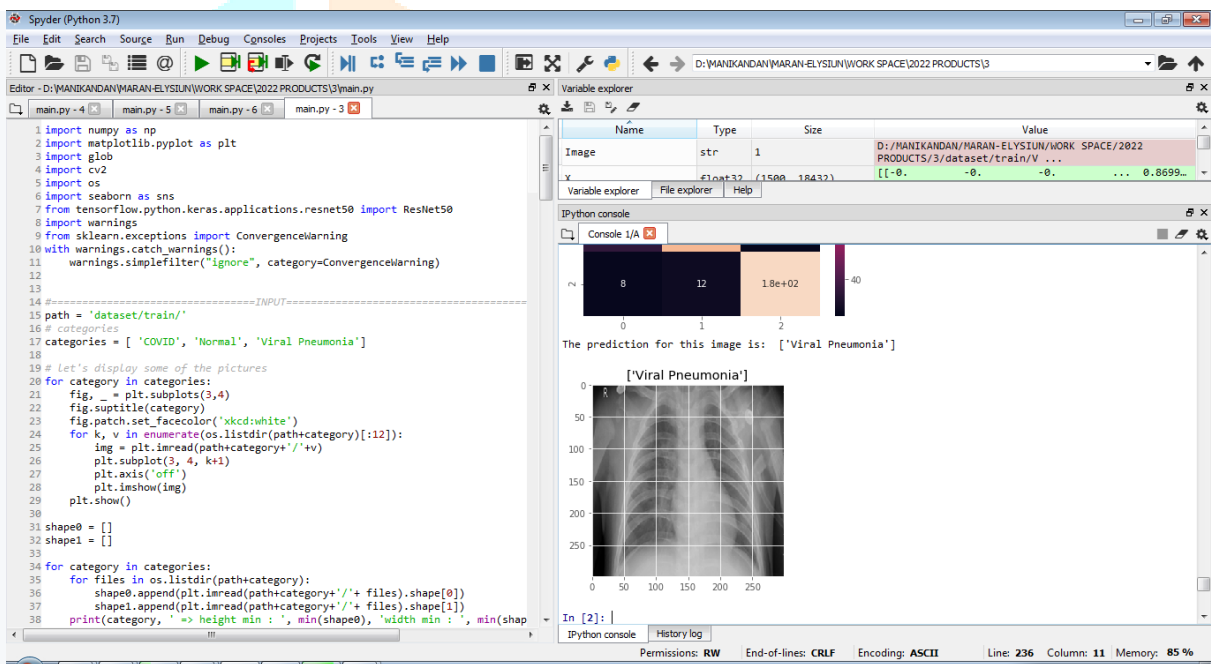 Spyder (Python 3.7)
File Edit Search Source Run Debug Consoles Projects Tools View Help
D:\MANIKANDAN\MARAN-ELYSIUN\WORK SPACE\2022 PRODUCTS\3
Editor - D:\MANIKANDAN\MARAN-ELYSIUN\WORK SPACE\2022 PRODUCTS\3\main.py
main.py - 4 main.py - 5 main.py - 6 main.py - 3
1 import numpy as np
2 import matplotlib.pyplot as plt
3 import glob
4 import cv2
5 import os
6 import seaborn as sns
7 from tensorflow.python.keras.applications.resnet50 import ResNet50
8 import warnings
9 from sklearn.exceptions import ConvergenceWarning
10 with warnings.catch_warnings():
11     warnings.simplefilter("ignore", category=ConvergenceWarning)
12
13
14 #================================INPUT======================================
15 path = 'dataset/train/'
16 # categories
17 categories = [ 'COVID', 'Normal', 'Viral Pneumonia']
18
19 # let's display some of the pictures
20 for category in categories:
21     fig, _ = plt.subplots(3,4)
22     fig.suptitle(category)
23     fig.patch.set_facecolor('xkcd:white')
24     for k, v in enumerate(os.listdir(path+category)[:12]):
25         img = plt.imread(path+category+'/'+v)
26         plt.subplot(3, 4, k+1)
27         plt.axis('off')
28         plt.imshow(img)
29     plt.show()
30
31 shape0 = []
32 shape1 = []
33
34 for category in categories:
35     for files in os.listdir(path+category):
36         shape0.append(plt.imread(path+category+'/'+ files).shape[0])
37         shape1.append(plt.imread(path+category+'/'+ files).shape[1])
38     print(category, ' => height min : ', min(shape0), 'width min : ', min(shap
Variable explorer
Name Type Size Value
Image str 1 D:/MANIKANDAN/MARAN-ELYSIUN/WORK SPACE/2022
PRODUCTS/3/dataset/train/V ...
X float32 (1500, 18432) [[-0. -0. -0. ... 0.8699…
Variable explorer File explorer Help
IPython console
Console 1/A
2 8 12 1.8e+02 40
0 1 2
The prediction for this image is:  ['Viral Pneumonia']
['Viral Pneumonia']
R
0
50
100
150
200
250
0 50 100 150 200 250
In [2]:
IPython console History log
Permissions: RW End-of-lines: CRLF Encoding: ASCII Line: 236 Column: 11 Memory: 85 %